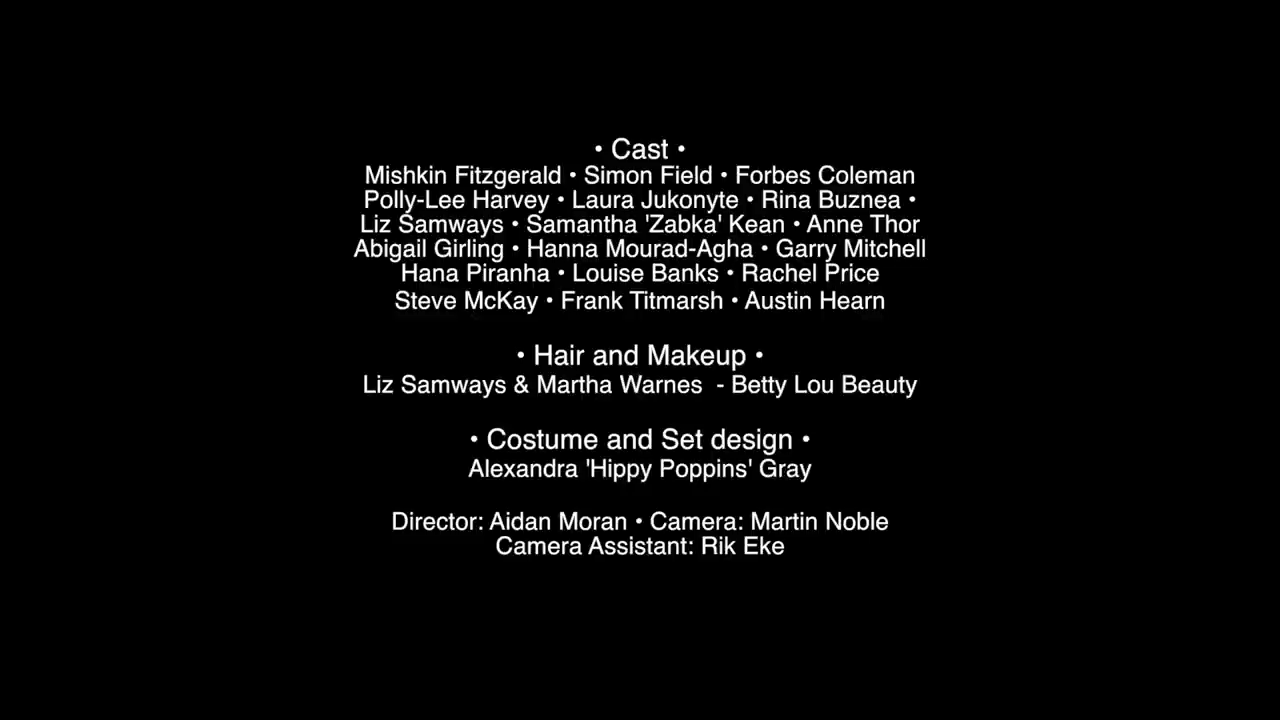 • Cast •
Mishkin Fitzgerald • Simon Field • Forbes Coleman
Polly-Lee Harvey • Laura Jukonyte • Rina Buznea •
Liz Samways • Samantha 'Zabka' Kean • Anne Thor
Abigail Girling • Hanna Mourad-Agha • Garry Mitchell
Hana Piranha • Louise Banks • Rachel Price
Steve McKay • Frank Titmarsh • Austin Hearn
• Hair and Makeup •
Liz Samways & Martha Warnes  - Betty Lou Beauty
• Costume and Set design •
Alexandra 'Hippy Poppins' Gray
Director: Aidan Moran • Camera: Martin Noble
Camera Assistant: Rik Eke